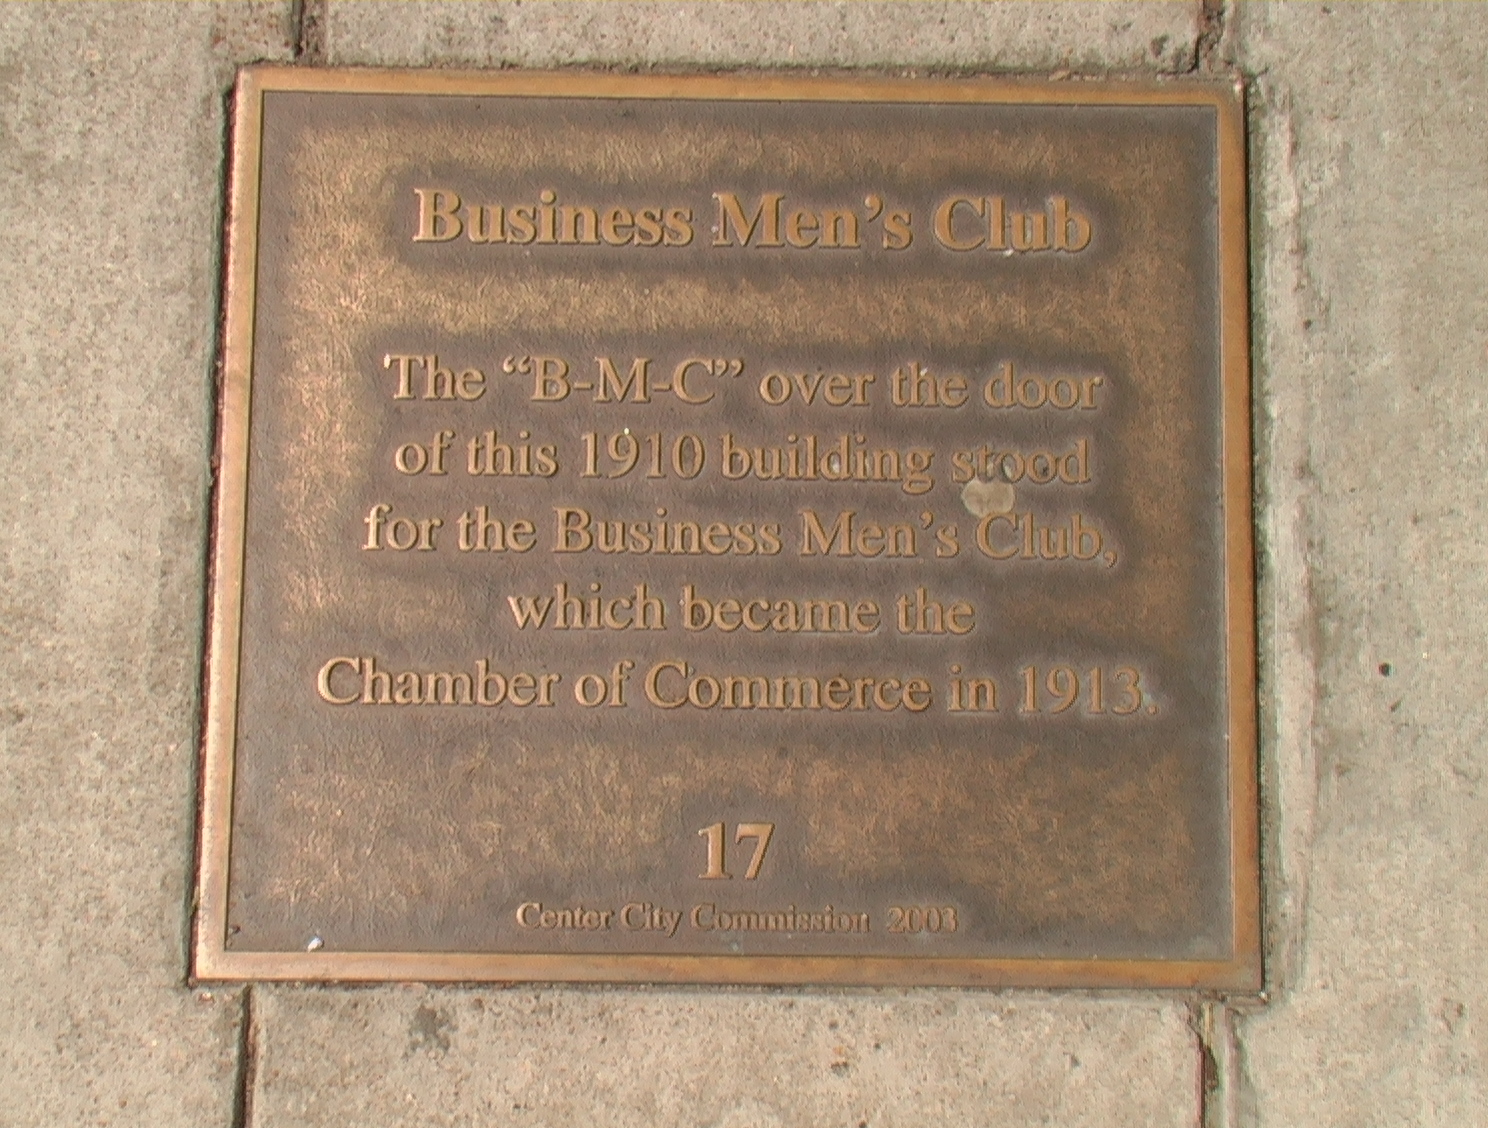 Business Men's Club
The “B-M-C” over the door
of this 1910 building stood
for the Business Men's Club,
which became the
Chamber of Commerce in 1913.
17
Center City Commission 2003